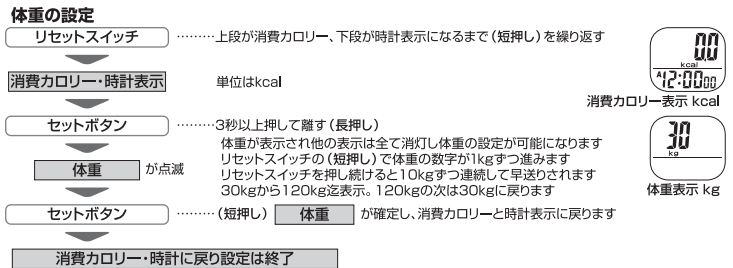 体重の設定
リセットスイッチ ………上段が消費カロリー、下段が時計表示になるまで(短押し)を繰り返す
消費カロリー・時計表示 単位はkcal
0.0
kcal
A12:0000
消費カロリー表示 kcal
セットボタン ………3秒以上押して離す(長押し)
体重が表示され他の表示は全て消灯し体重の設定が可能になります
リセットスイッチの(短押し)で体重の数字が1kgずつ進みます
体重 が点滅 リセットスイッチを押し続けると10kgずつ連続して早送りされます
30kgから120kg迄表示。120kgの次は30kgに戻ります
30
kg
体重表示 kg
セットボタン ………(短押し) 体重 が確定し、消費カロリーと時計表示に戻ります
消費カロリー・時計に戻り設定は終了